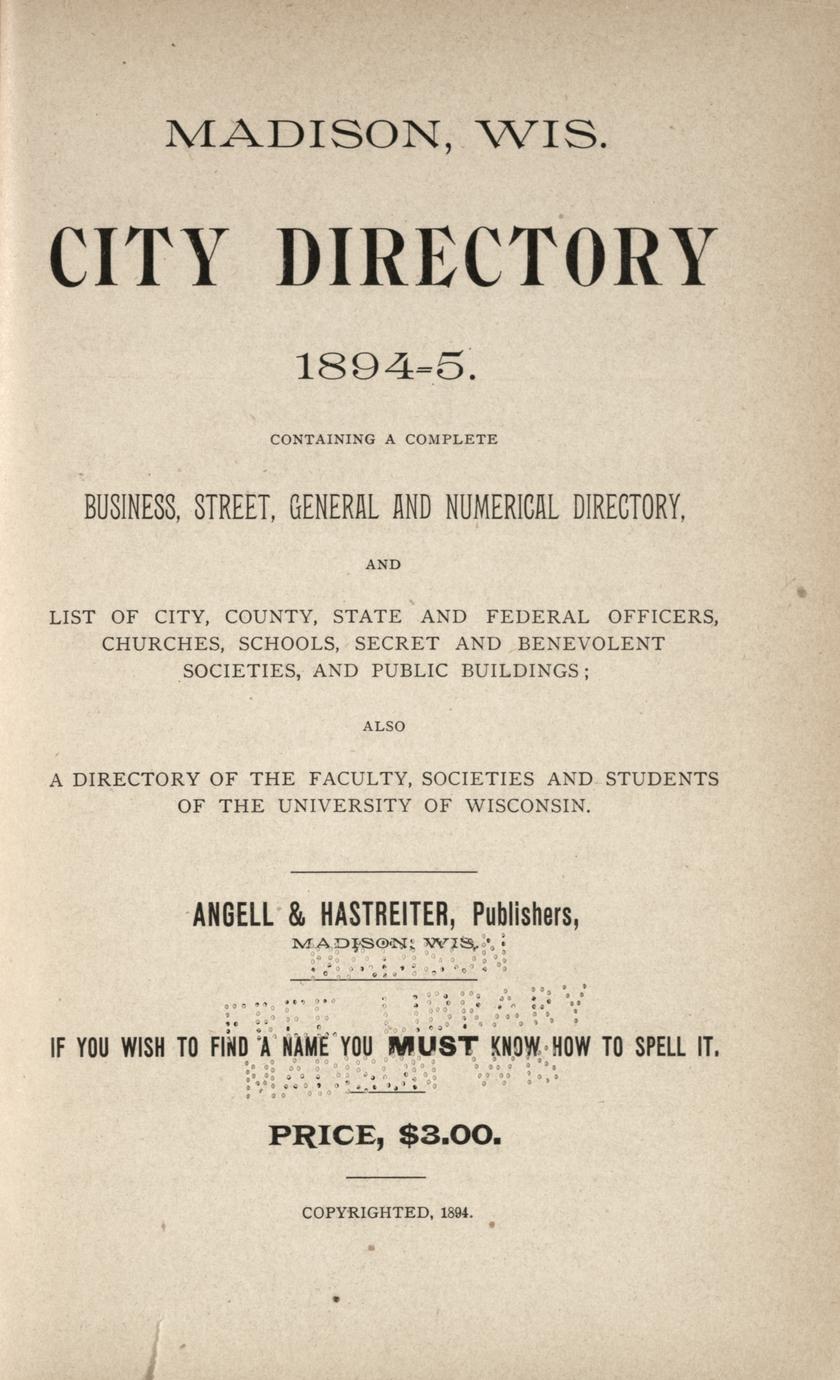 MADISON, WIS.
CITY DIRECTORY
1894-5.
CONTAINING A COMPLETE
BUSINESS, STREET, GENERAL AND NUMERICAL DIRECTORY,
AND
LIST OF CITY, COUNTY, STATE AND FEDERAL OFFICERS,
CHURCHES, SCHOOLS, SECRET AND BENEVOLENT
SOCIETIES, AND PUBLIC BUILDINGS;
ALSO
A DIRECTORY OF THE FACULTY, SOCIETIES AND STUDENTS
OF THE UNIVERSITY OF WISCONSIN.
ANGELL & HASTREITER, Publishers,
MADISON, WIS.
LIBRARY
IF YOU WISH TO FIND A NAME YOU MUST KNOW HOW TO SPELL IT.
MADISON WIS
PRICE, $3.00.
COPYRIGHTED, 1894.